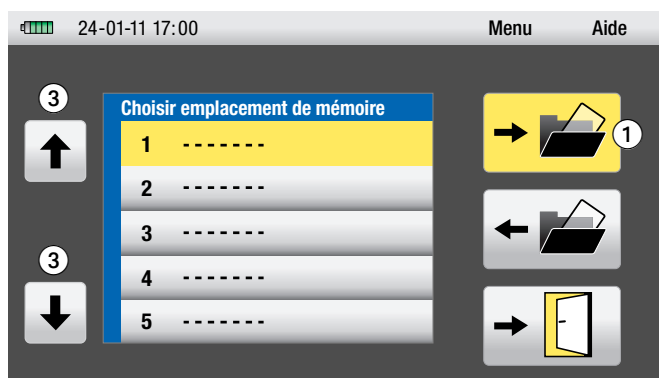 24-01-11 17:00 Menu Aide
3
Choisir emplacement de mémoire
1 - - - - - - -
1
2 - - - - - - -
3 - - - - - - -
3
4 - - - - - - -
5 - - - - - - -